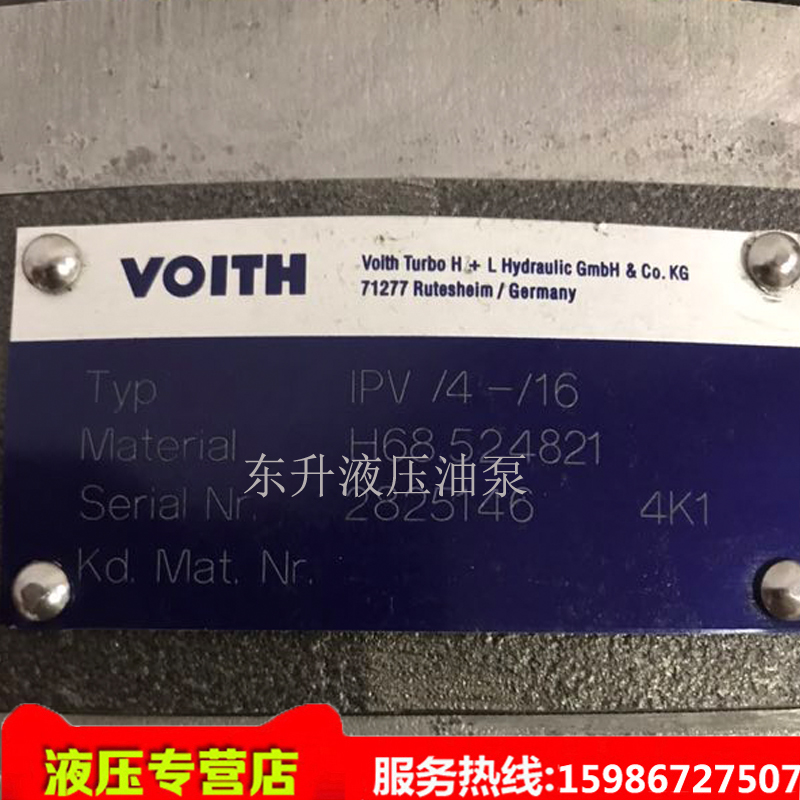 VOITH
Voith Turbo H + L Hydraulic GmbH & Co. KG
71277 Rutesheim / Germany
Typ IPV /4 -/16
Material H68.524821
东升液压油泵
Serial Nr. 2825146 4K1
Kd. Mat. Nr.
液压专营店
服务热线:15986727507